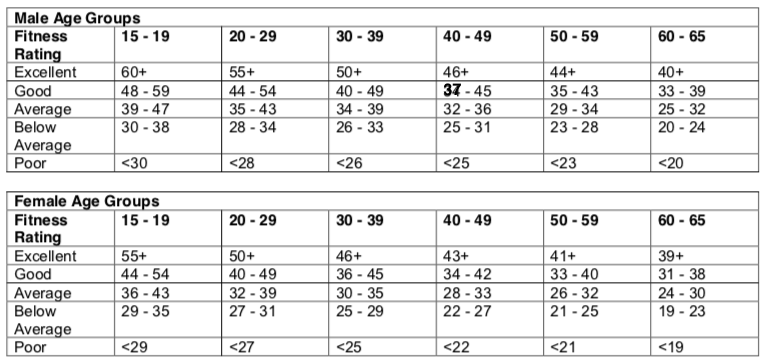 Male Age Groups
Fitness Rating 15 - 19 20 - 29 30 - 39 40 - 49 50 - 59 60 - 65
Excellent 60+ 55+ 50+ 46+ 44+ 40+
Good 48 - 59 44 - 54 40 - 49 37 - 45 35 - 43 33 - 39
Average 39 - 47 35 - 43 34 - 39 32 - 36 29 - 34 25 - 32
Below Average 30 - 38 28 - 34 26 - 33 25 - 31 23 - 28 20 - 24
Poor <30 <28 <26 <25 <23 <20
Female Age Groups
Fitness Rating 15 - 19 20 - 29 30 - 39 40 - 49 50 - 59 60 - 65
Excellent 55+ 50+ 46+ 43+ 41+ 39+
Good 44 - 54 40 - 49 36 - 45 34 - 42 33 - 40 31 - 38
Average 36 - 43 32 - 39 30 - 35 28 - 33 26 - 32 24 - 30
Below Average 29 - 35 27 - 31 25 - 29 22 - 27 21 - 25 19 - 23
Poor <29 <27 <25 <22 <21 <19